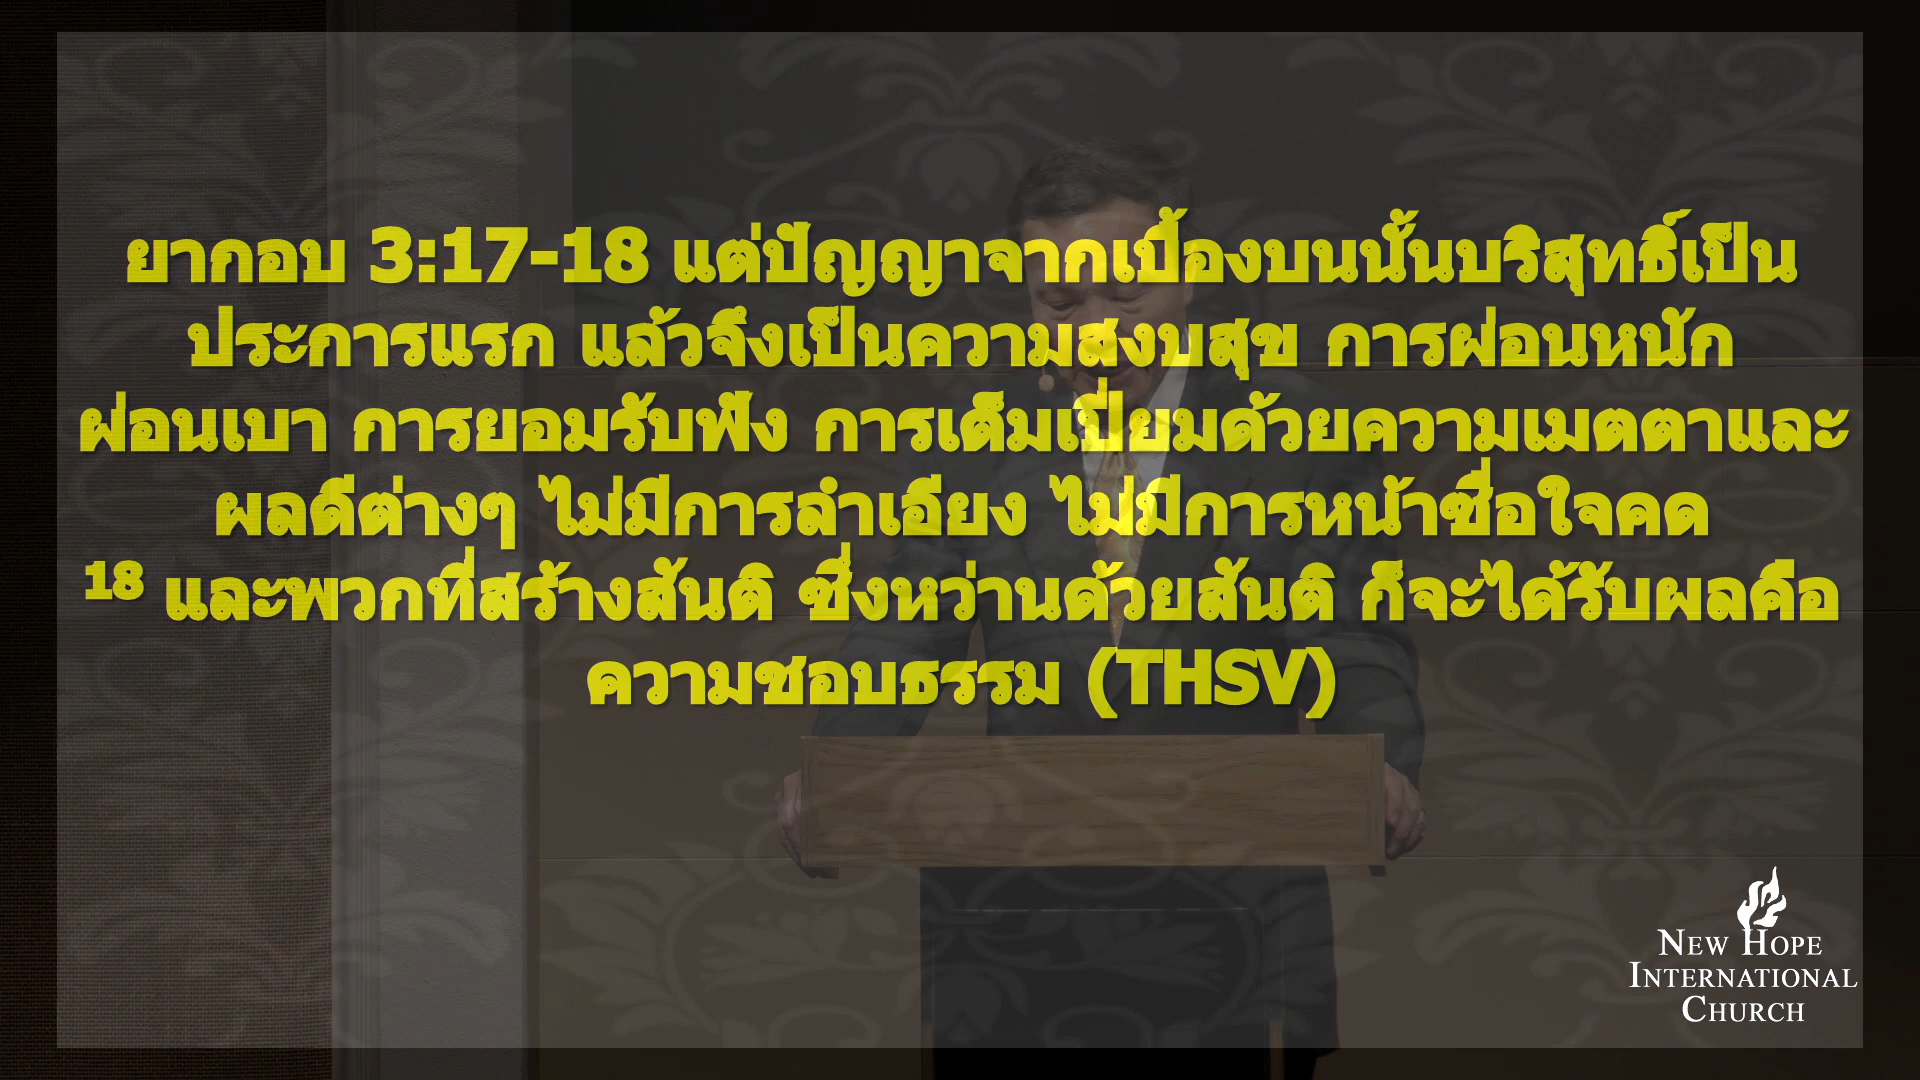 ยากอบ 3:17-18 แต่ปัญญาจากเบื้องบนนั้นบริสุทธิ์เป็น
ประการแรก แล้วจึงเป็นความสงบสุข การผ่อนหนัก
ผ่อนเบา การยอมรับฟัง การเต็มเปี่ยมด้วยความเมตตาและ
ผลดีต่างๆ ไม่มีการลำเอียง ไม่มีการหน้าซื่อใจคด
18 และพวกที่สร้างสันติ ซึ่งหว่านด้วยสันติ ก็จะได้รับผลคือ
ความชอบธรรม (THSV)
NEW HOPE
INTERNATIONAL
CHURCH